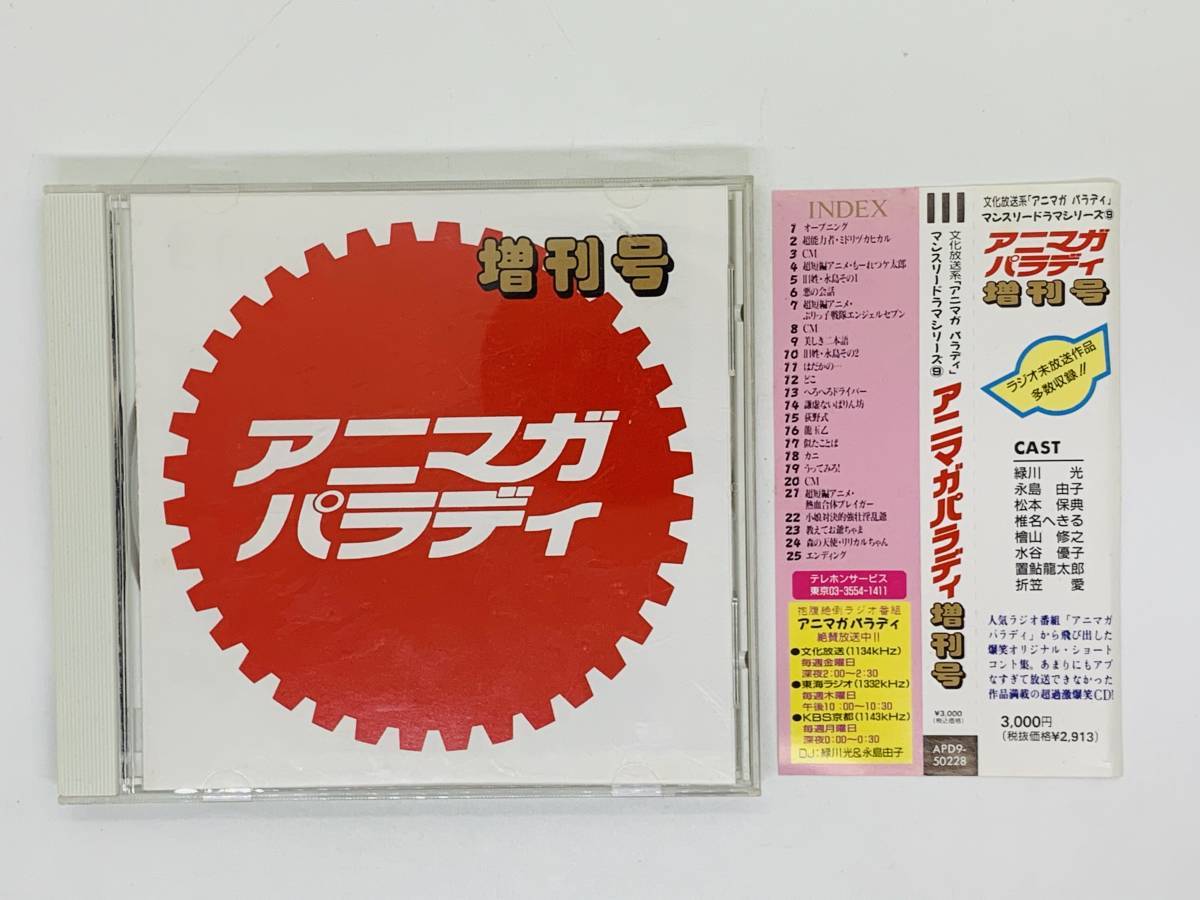 増刊号
アニマガ
パラディ
INDEX
1 オープニング
2 超能力者・ミドリヅカヒカル
3 CM
4 超短編アニメ・もーれつケ太郎
5 旧姓・永島その1
6 悪の会話
7 超短編アニメ・
ぶりっ子戦隊エンジェルセブン
8 CM
9 美しき二本語
10 旧姓・永島その2
11 はだかの…
12 どこ
13 へろへろドライバー
14 謙虚ないばりん坊
15 荻野式
16 龍玉乙
17 似たことば
18 カニ
19 うってみろ!
20 CM
21 超短編アニメ・
熱血合体ブレイガー
22 小娘対決的強壮淫乱爺
23 教えてお爺ちゃま
24 森の天使・リリカルちゃん
25 エンディング
テレホンサービス
東京03-3554-1411
抱腹絶倒ラジオ番組
アニマガパラディ
絶賛放送中!!
●文化放送(1134kHz)
毎週金曜日
深夜2:00〜2:30
●東海ラジオ(1332kHz)
毎週木曜日
午後10:00〜10:30
●KBS京都(1143kHz)
毎週月曜日
深夜0:00〜0:30
DJ:緑川光&永島由子
文化放送系「アニマガ パラディ」
マンスリードラマシリーズ⑨
アニマガパラディ 増刊号
¥3,000
(税込価格)
APD9-
50228
文化放送系「アニマガ パラディ」
マンスリードラマシリーズ⑨
アニマガ
パラディ
増刊号
ラジオ未放送作品
多数収録!!
CAST
緑川 光
永島 由子
松本 保典
椎名へきる
檜山 修之
水谷 優子
置鮎龍太郎
折笠 愛
人気ラジオ番組「アニマガ
パラディ」から飛び出した
爆笑オリジナル・ショート
コント集。あまりにもアブ
なすぎて放送できなかった
作品満載の超過激爆笑CD!
3,000円
(税抜価格¥2,913)